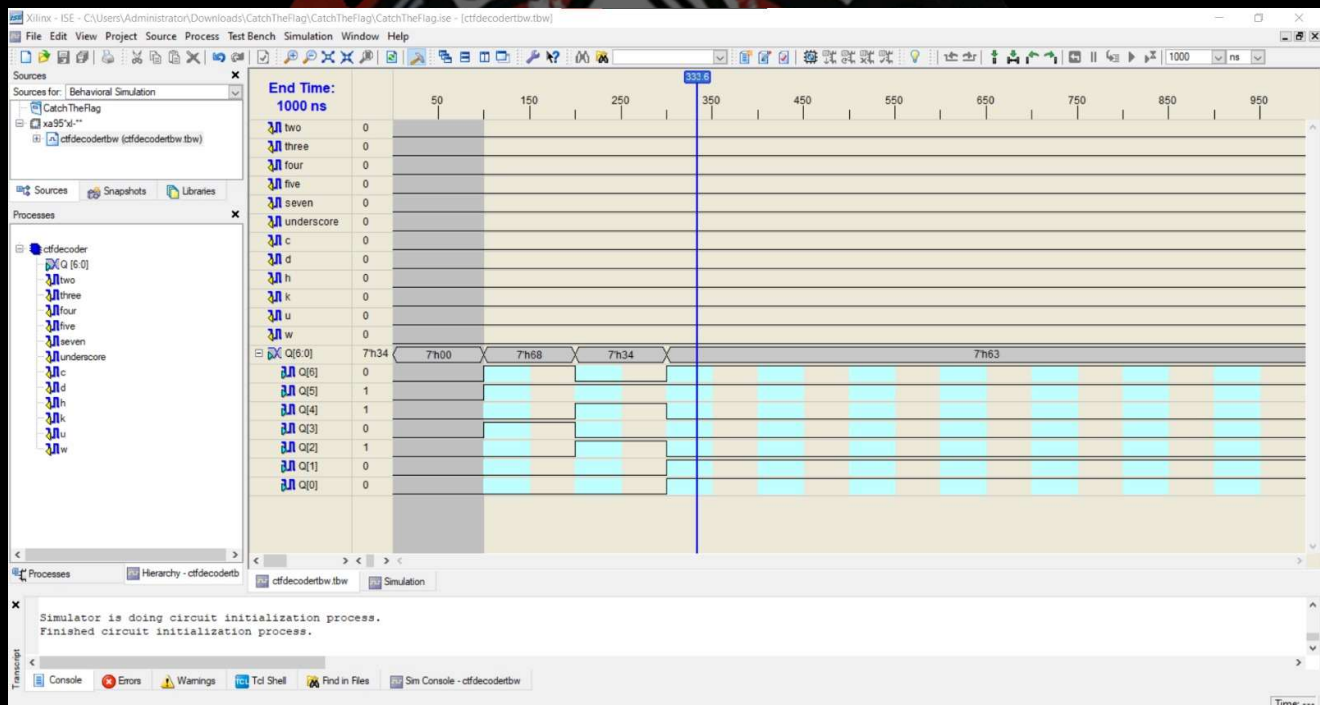 ISE Xilinx - ISE - C:\Users\Administrator\Downloads\CatchTheFlag\CatchTheFlag\CatchTheFlag.ise - [ctfdecodertbw.tbw]
File Edit View Project Source Process Test Bench Simulation Window Help
1000 ns
Sources
Sources for: Behavioral Simulation
CatchTheFlag
xa95*xl-**
ctfdecodertbw (ctfdecodertbw.tbw)
Sources Snapshots Libraries
Processes
ctfdecoder
Q [6:0]
two
three
four
five
seven
underscore
c
d
h
k
u
w
Processes Hierarchy - ctfdecodertb
End Time:
1000 ns
333.6
50 150 250 350 450 550 650 750 850 950
two 0
three 0
four 0
five 0
seven 0
underscore 0
c 0
d 0
h 0
k 0
u 0
w 0
Q[6:0] 7'h34 7'h00 7'h68 7'h34 7'h63
Q[6] 0
Q[5] 1
Q[4] 1
Q[3] 0
Q[2] 1
Q[1] 0
Q[0] 0
ctfdecodertbw.tbw Simulation
Simulator is doing circuit initialization process.
Finished circuit initialization process.
Transcript
Console Errors Warnings Tcl Shell Find in Files Sim Console - ctfdecodertbw
Time: ---